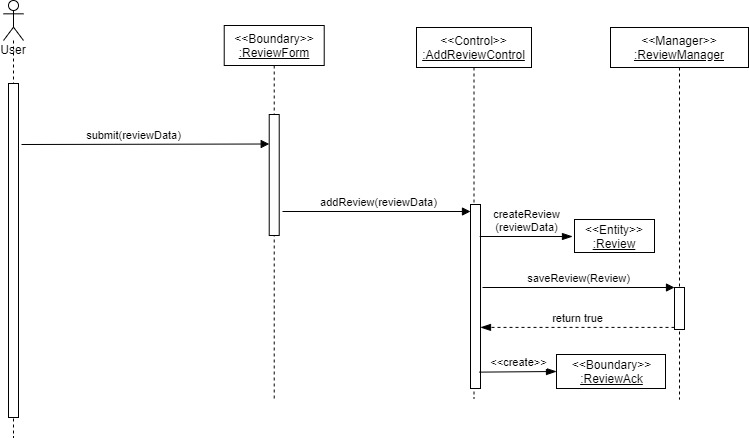 User
<<Boundary>>
:ReviewForm
<<Control>>
:AddReviewControl
<<Manager>>
:ReviewManager
submit(reviewData)
addReview(reviewData)
createReview
(reviewData)
<<Entity>>
:Review
saveReview(Review)
return true
<<create>>
<<Boundary>>
:ReviewAck